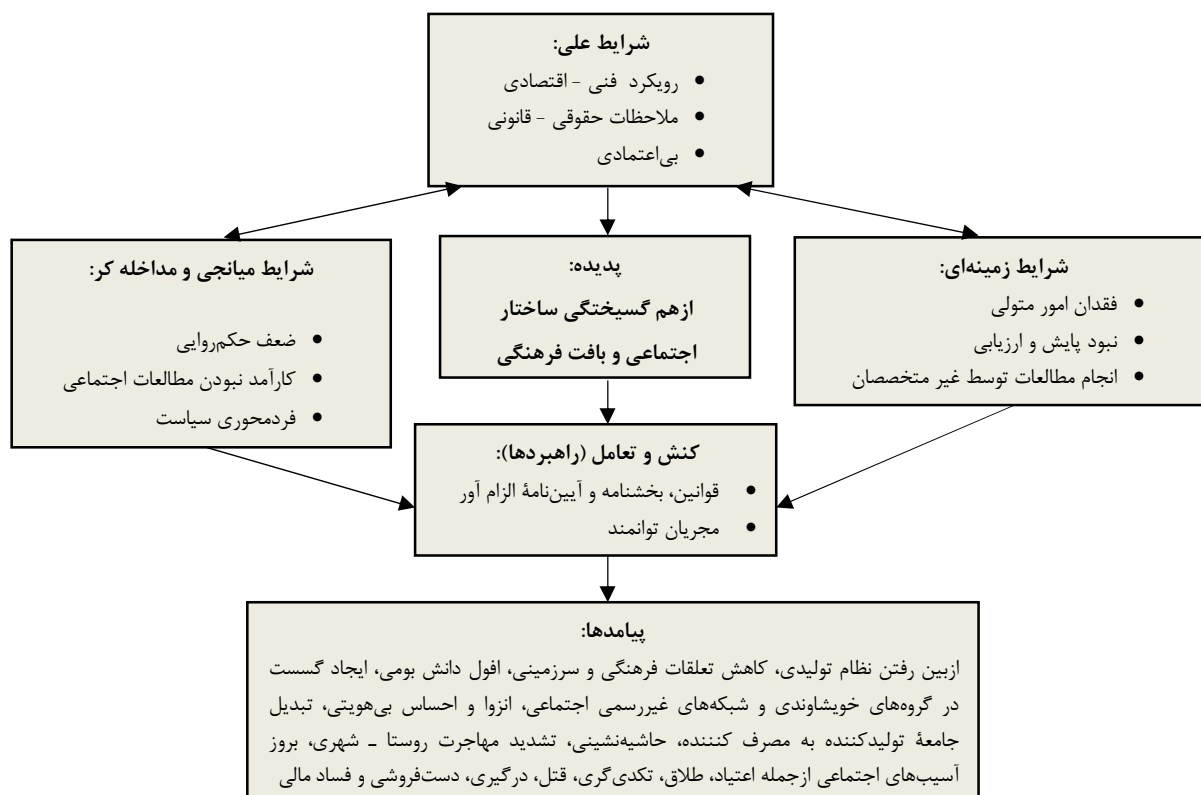 شرایط علی:
• رویکرد فنی - اقتصادی
• ملاحظات حقوقی - قانونی
• بی‌اعتمادی
شرایط زمینه‌ای:
• فقدان امور متولی
• نبود پایش و ارزیابی
• انجام مطالعات توسط غیر متخصصان
پدیده:
ازهم گسیختگی ساختار
اجتماعی و بافت فرهنگی
شرایط میانجی و مداخله کر:
• ضعف حکم‌روایی
• کارآمد نبودن مطالعات اجتماعی
• فردمحوری سیاست
کنش و تعامل (راهبردها):
• قوانین، بخشنامه و آیین‌نامهٔ الزام آور
• مجریان توانمند
پیامدها:
ازبین رفتن نظام تولیدی، کاهش تعلقات فرهنگی و سرزمینی، افول دانش بومی، ایجاد گسست
در گروه‌های خویشاوندی و شبکه‌های غیررسمی اجتماعی، انزوا و احساس بی‌هویتی، تبدیل
جامعهٔ تولیدکننده به مصرف کنننده، حاشیه‌نشینی، تشدید مهاجرت روستا ـ شهری، بروز
آسیب‌های اجتماعی ازجمله اعتیاد، طلاق، تکدی‌گری، قتل، درگیری، دست‌فروشی و فساد مالی